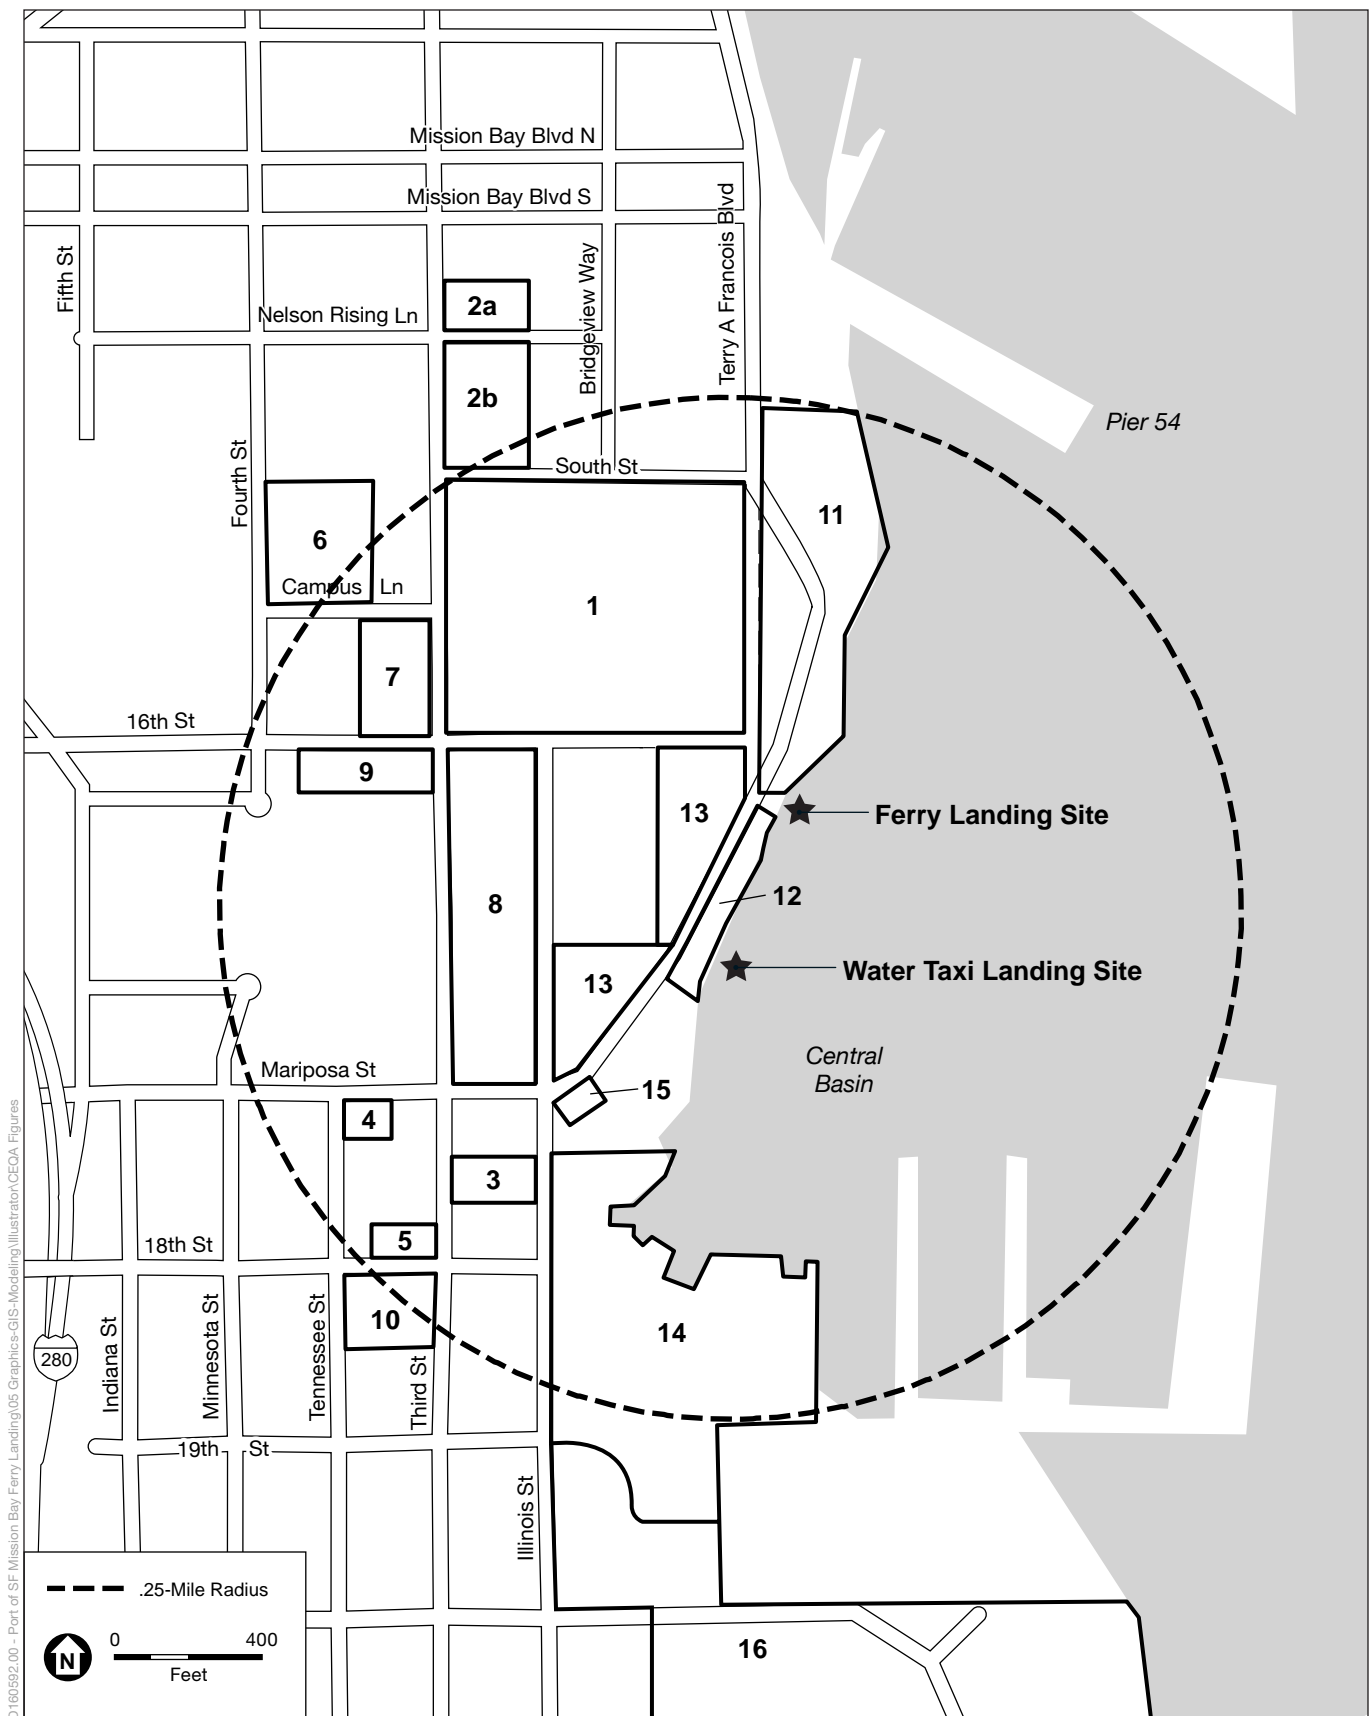 Mission Bay Blvd N
Mission Bay Blvd S
Fifth St
Bridgeview Way
Terry A Francois Blvd
2a
Nelson Rising Ln
2b
Pier 54
Fourth St
South St
11
6
Campus Ln
1
7
16th St
9
13
Ferry Landing Site
12
8
Water Taxi Landing Site
13
Central
Basin
Mariposa St
15
4
3
5
18th St
10
14
280
Indiana St
Minnesota St
Tennessee St
Third St
19th St
Illinois St
.25-Mile Radius
N
0 400
Feet
16
D160592.00 - Port of SF Mission Bay Ferry Landing\05 Graphics-GIS-Modeling\Illustrator\CEQA Figures